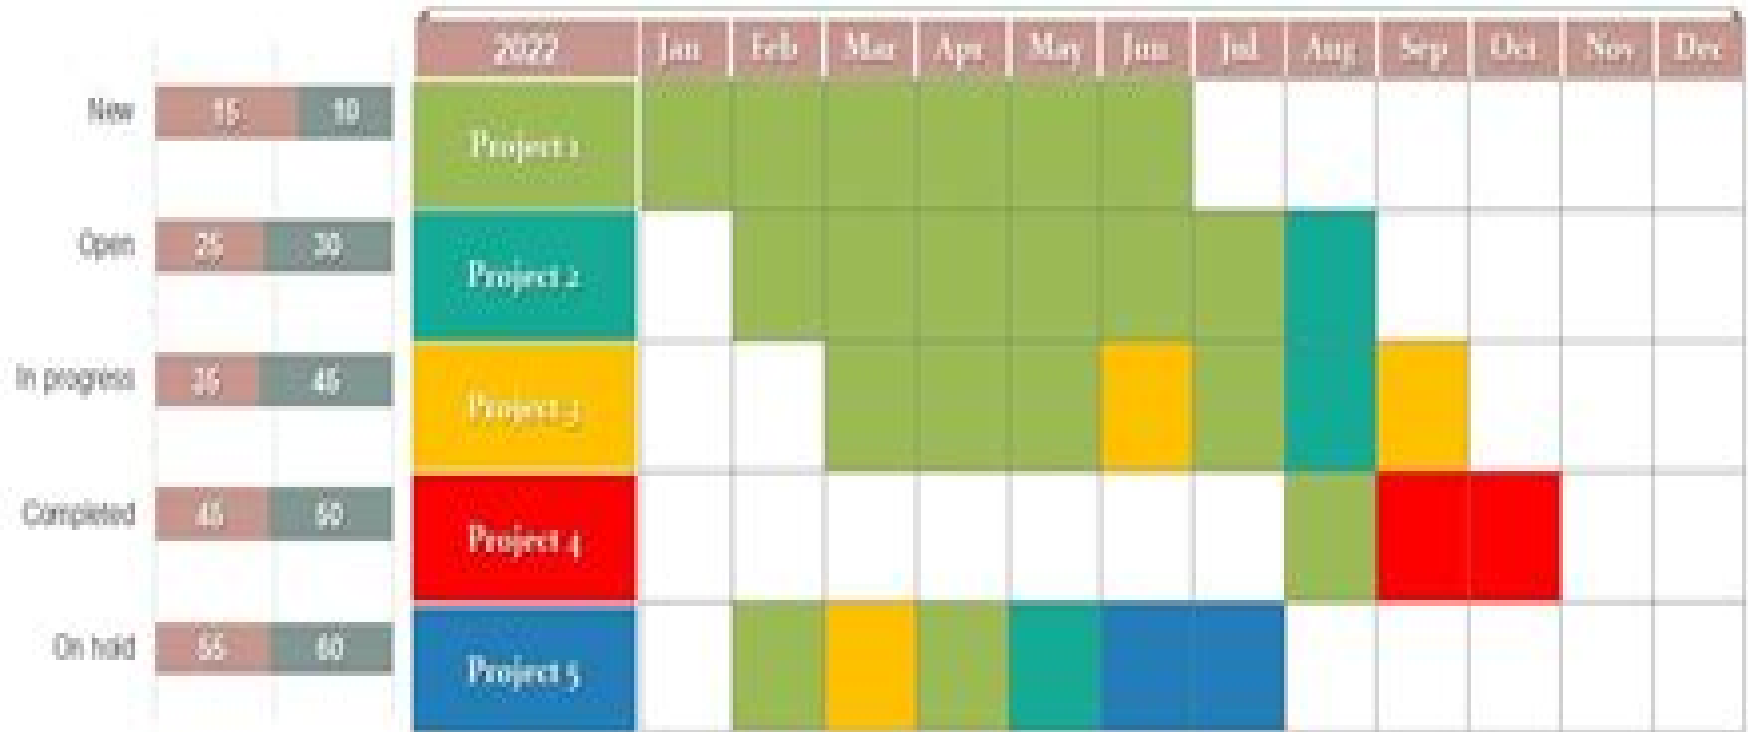 2022 Jan Feb Mar Apr May Jun Jul Aug Sep Oct Nov Dec
New 15 10
Project 1
Open 25 30
Project 2
In progress 35 45
Project 3
Completed 45 50
Project 4
On hold 55 60
Project 5